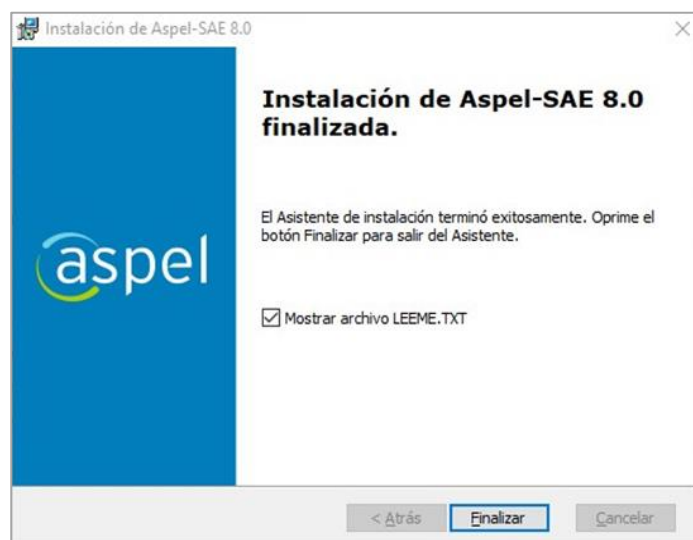 Instalación de Aspel-SAE 8.0
Instalación de Aspel-SAE 8.0
finalizada.
El Asistente de instalación terminó exitosamente. Oprime el
botón Finalizar para salir del Asistente.
aspel
Mostrar archivo LEEME.TXT
< Atrás
Finalizar
Cancelar